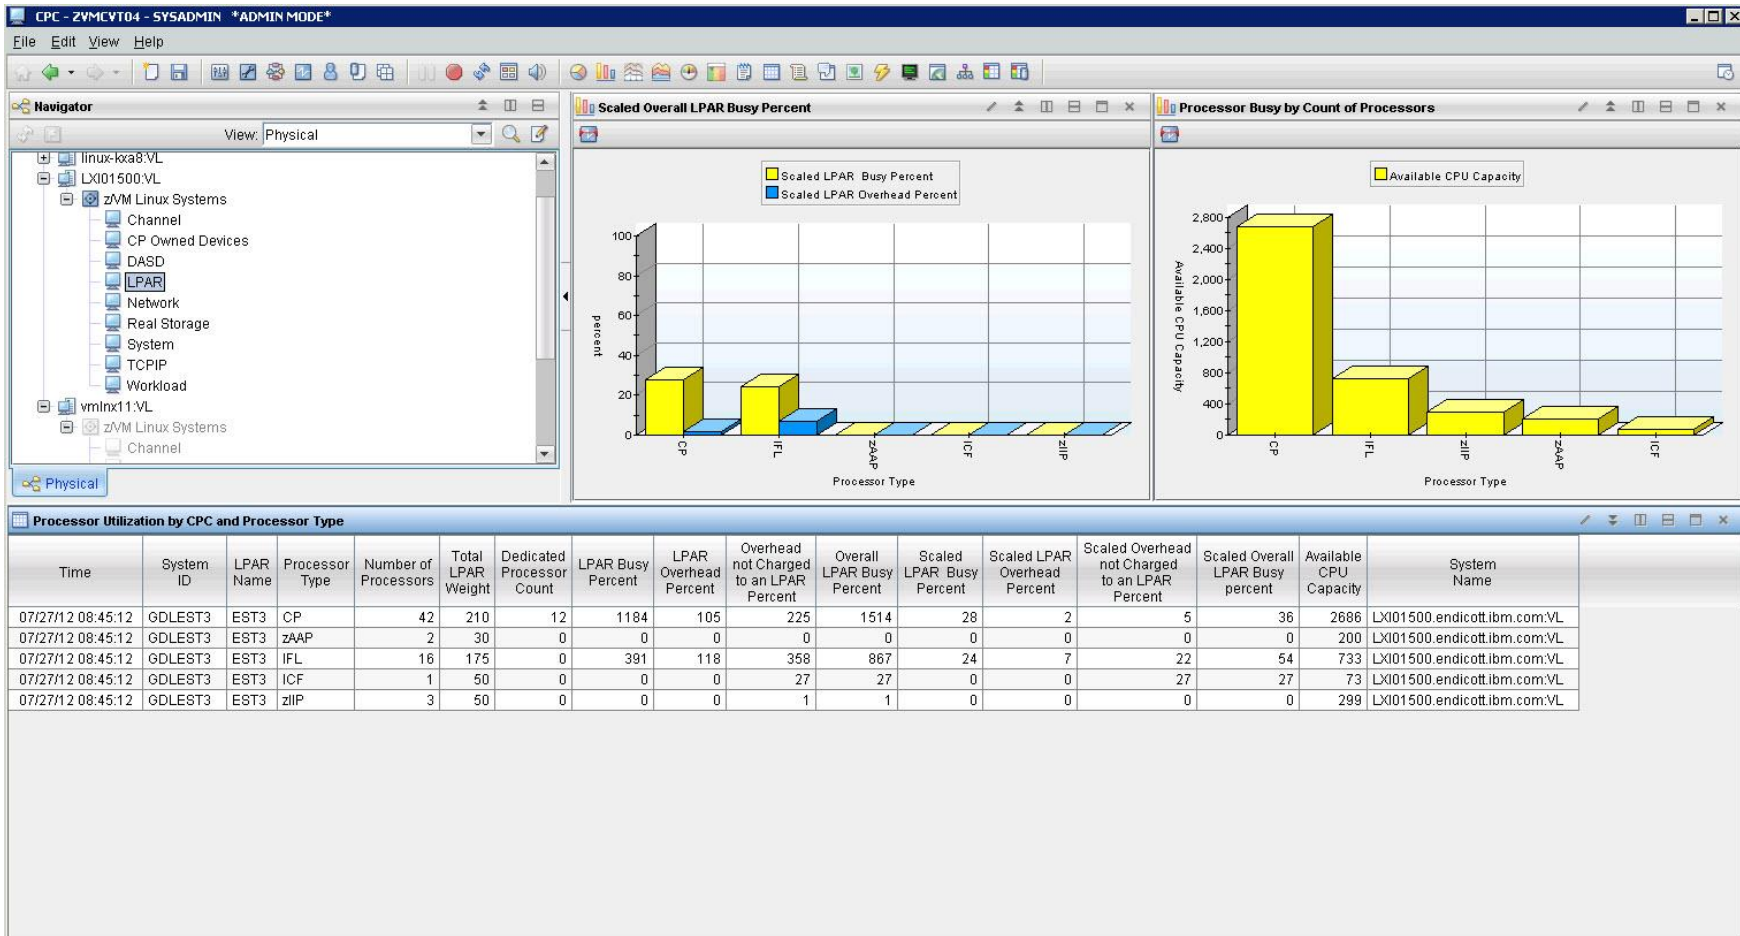 CPC - ZVMCVT04 - SYSADMIN *ADMIN MODE*
File Edit View Help
Navigator
View: Physical
linux-kxa8:VL
LXI01500:VL
z/VM Linux Systems
Channel
CP Owned Devices
DASD
LPAR
Network
Real Storage
System
TCPIP
Workload
vmlnx11:VL
z/VM Linux Systems
Channel
Physical
Scaled Overall LPAR Busy Percent
Scaled LPAR Busy Percent
Scaled LPAR Overhead Percent
percent
100
80
60
40
20
0
CP IFL zAAP ICF zIIP
Processor Type
Processor Busy by Count of Processors
Available CPU Capacity
Available CPU Capacity
2,800
2,400
2,000
1,600
1,200
800
400
0
CP IFL zIIP zAAP ICF
Processor Type
Processor Utilization by CPC and Processor Type
Time System ID LPAR Name Processor Type Number of Processors Total LPAR Weight Dedicated Processor Count LPAR Busy Percent LPAR Overhead Percent Overhead not Charged to an LPAR Percent Overall LPAR Busy Percent Scaled LPAR Busy Percent Scaled LPAR Overhead Percent Scaled Overhead not Charged to an LPAR Percent Scaled Overall LPAR Busy percent Available CPU Capacity System Name
07/27/12 08:45:12 GDLEST3 EST3 CP 42 210 12 1184 105 225 1514 28 2 5 36 2686 LXI01500.endicott.ibm.com:VL
07/27/12 08:45:12 GDLEST3 EST3 zAAP 2 30 0 0 0 0 0 0 0 0 0 200 LXI01500.endicott.ibm.com:VL
07/27/12 08:45:12 GDLEST3 EST3 IFL 16 175 0 391 118 358 867 24 7 22 54 733 LXI01500.endicott.ibm.com:VL
07/27/12 08:45:12 GDLEST3 EST3 ICF 1 50 0 0 0 27 27 0 0 27 27 73 LXI01500.endicott.ibm.com:VL
07/27/12 08:45:12 GDLEST3 EST3 zIIP 3 50 0 0 0 1 1 0 0 0 0 299 LXI01500.endicott.ibm.com:VL